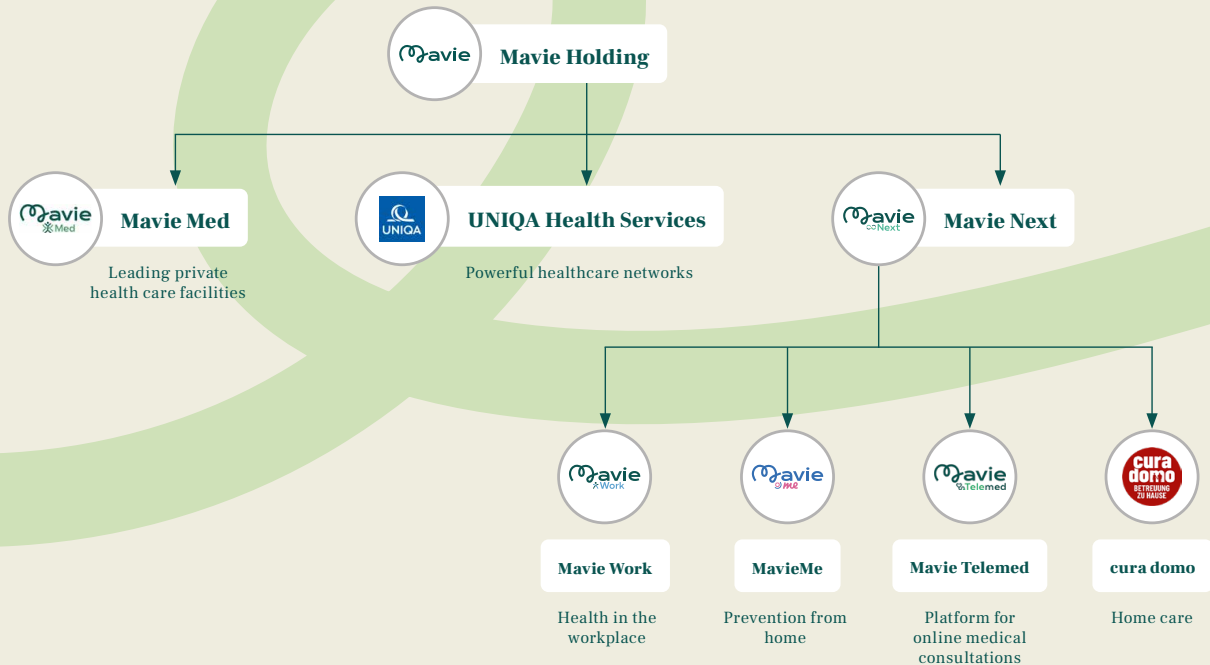 Mavie
Mavie Holding
Mavie
Med
Mavie Med
Leading private
health care facilities
UNIQA
UNIQA Health Services
Powerful healthcare networks
Mavie
Next
Mavie Next
Mavie
Work
Mavie Work
Health in the
workplace
Mavie
me
MavieMe
Prevention from
home
Mavie
Telemed
Mavie Telemed
Platform for
online medical
consultations
cura
domo
BETREUUNG
ZU HAUSE
cura domo
Home care